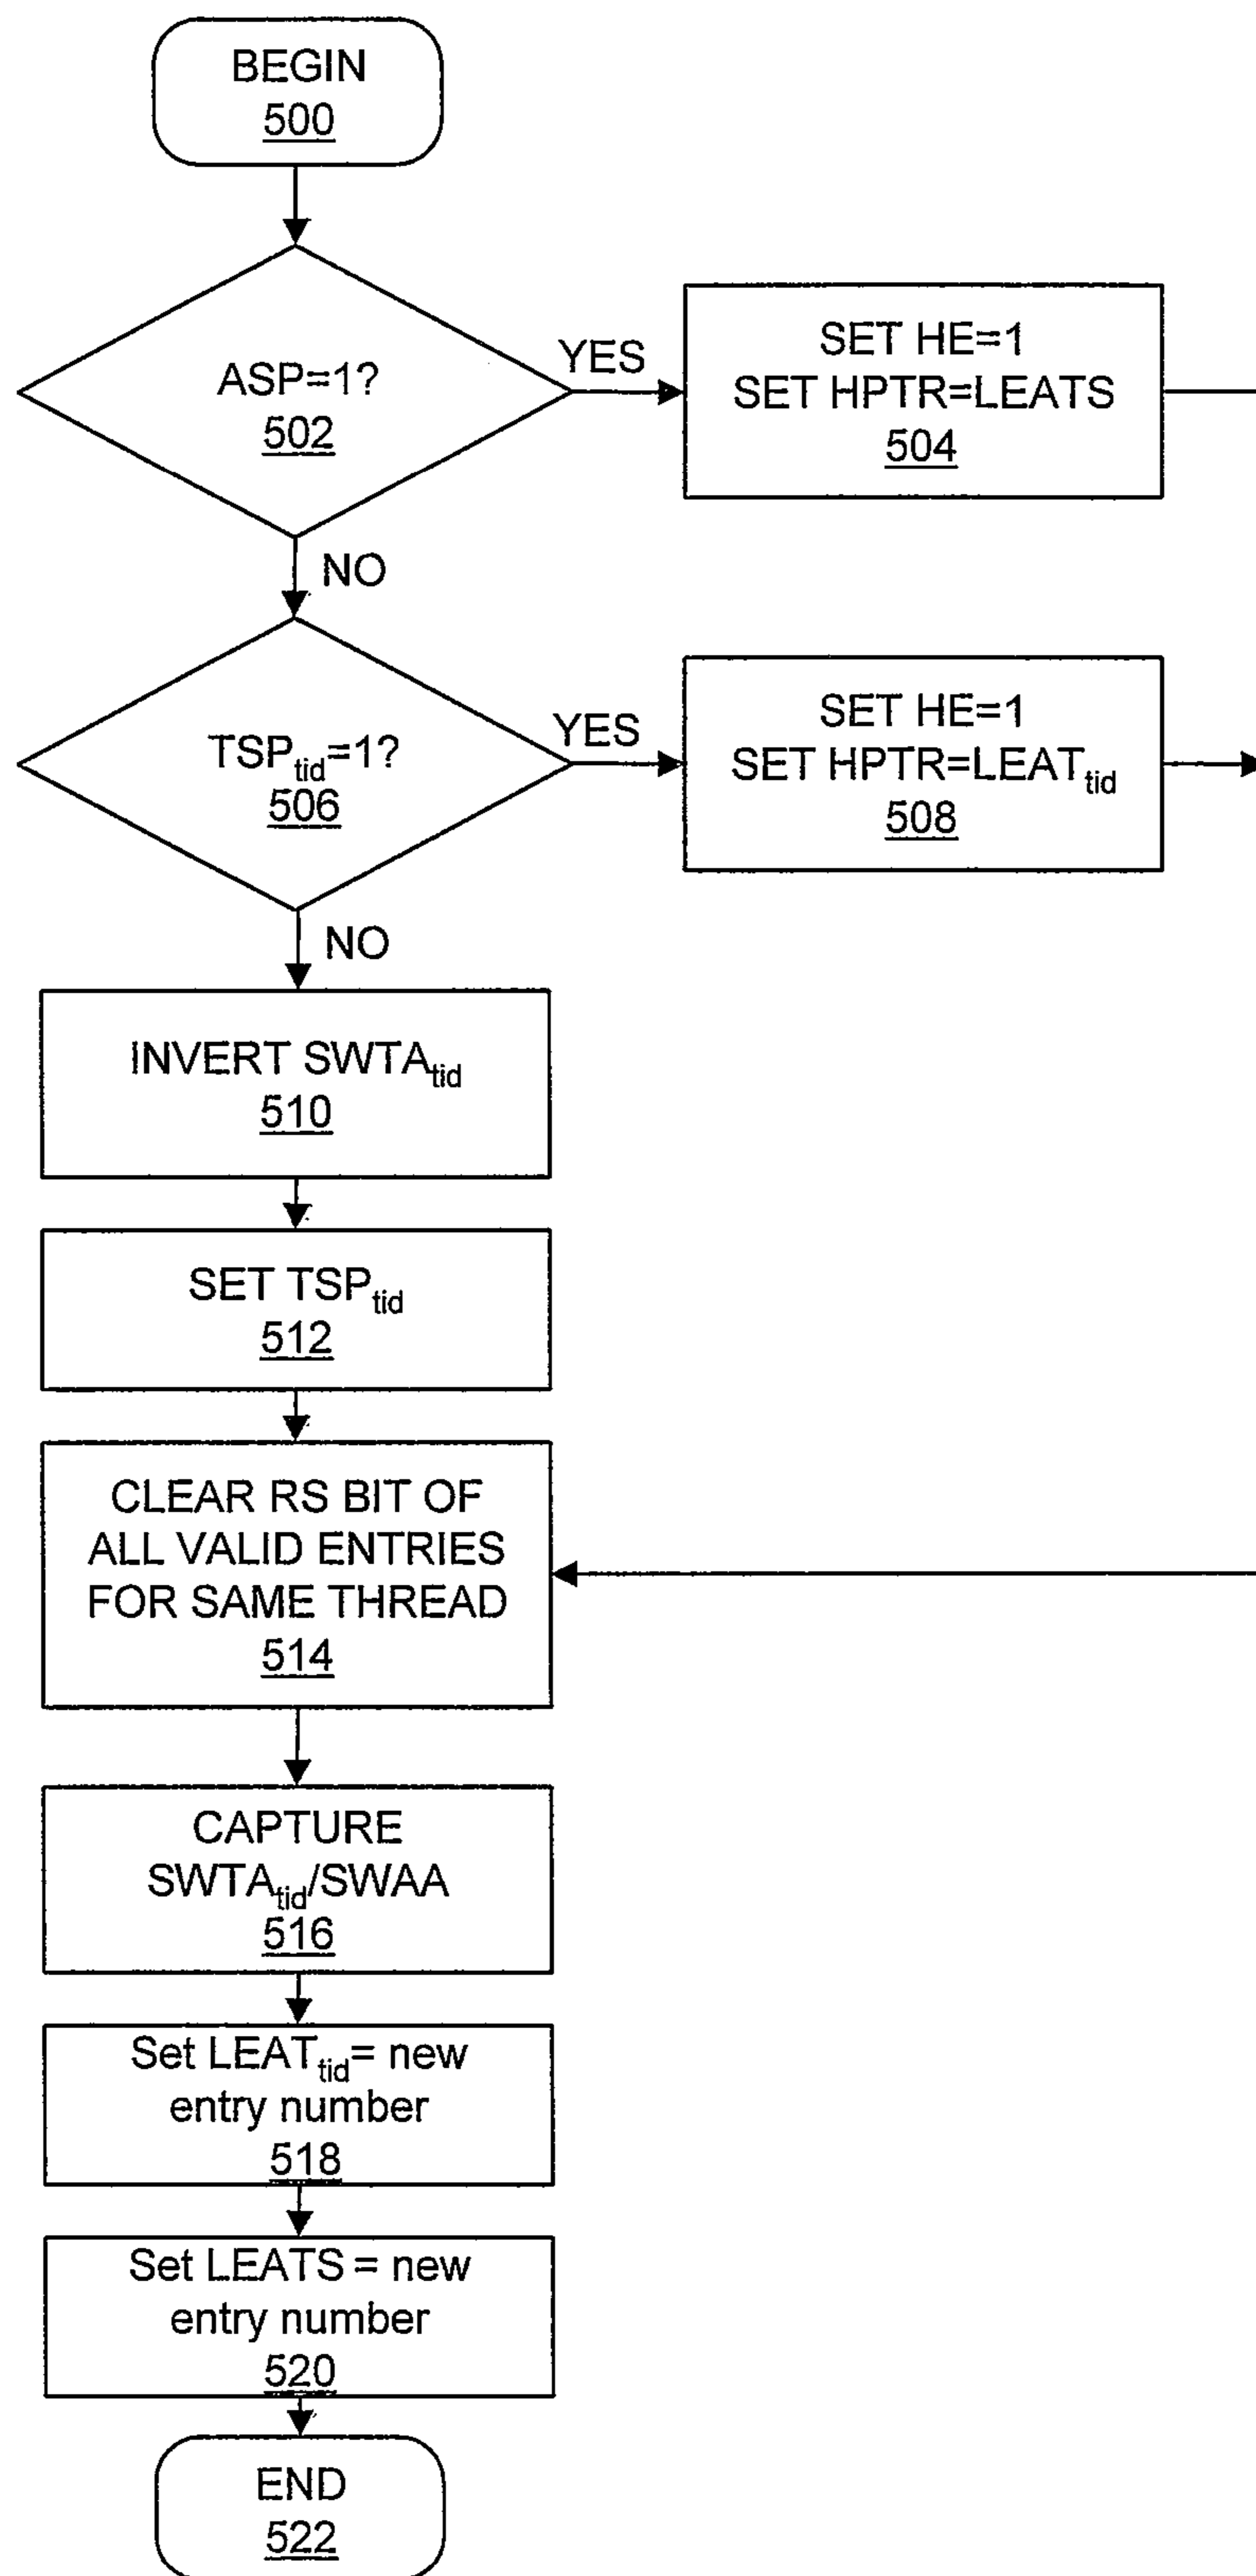 BEGIN
500
ASP=1?
502
YES
SET HE=1
SET HPTR=LEATS
504
NO
TSPtid=1?
506
YES
SET HE=1
SET HPTR=LEATtid
508
NO
INVERT SWTAtid
510
SET TSPtid
512
CLEAR RS BIT OF
ALL VALID ENTRIES
FOR SAME THREAD
514
CAPTURE
SWTAtid/SWAA
516
Set LEATtid= new
entry number
518
Set LEATS = new
entry number
520
END
522